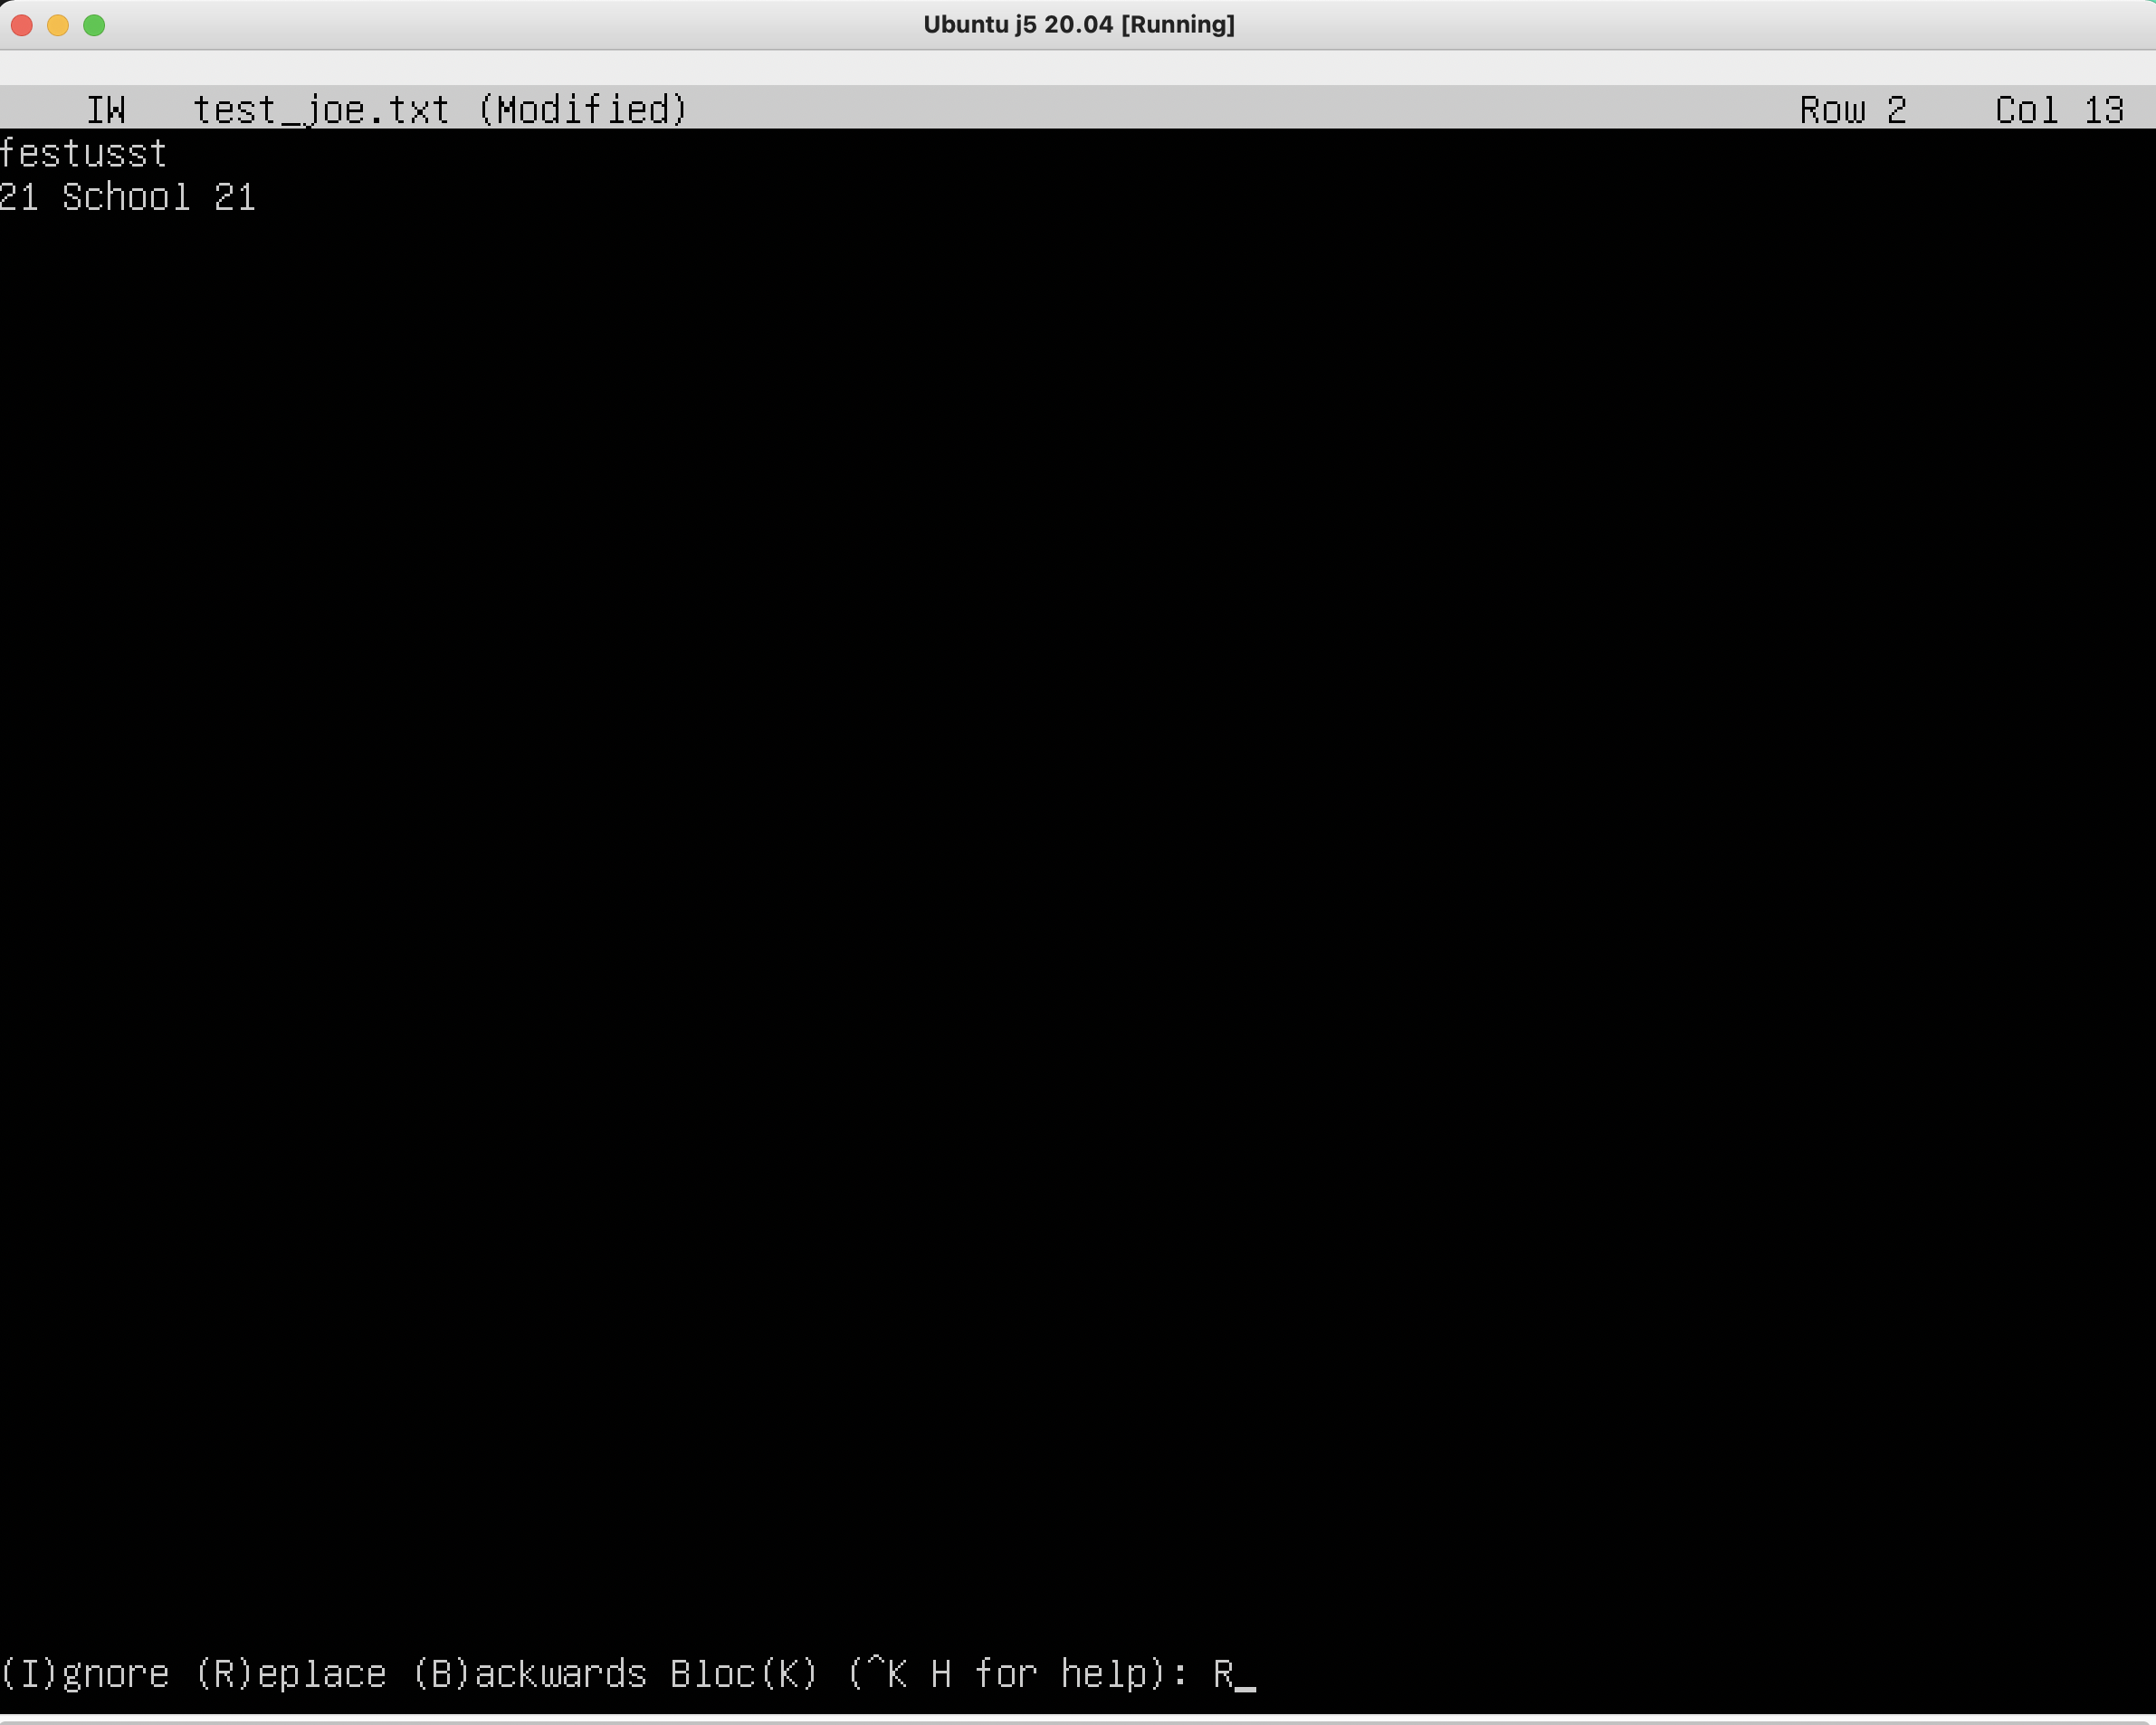 Ubuntu j5 20.04 [Running]
IW test_joe.txt (Modified) Row 2 Col 13
festusst
21 School 21
(I)gnore (R)eplace (B)ackwards Bloc(K) (^K H for help): R_